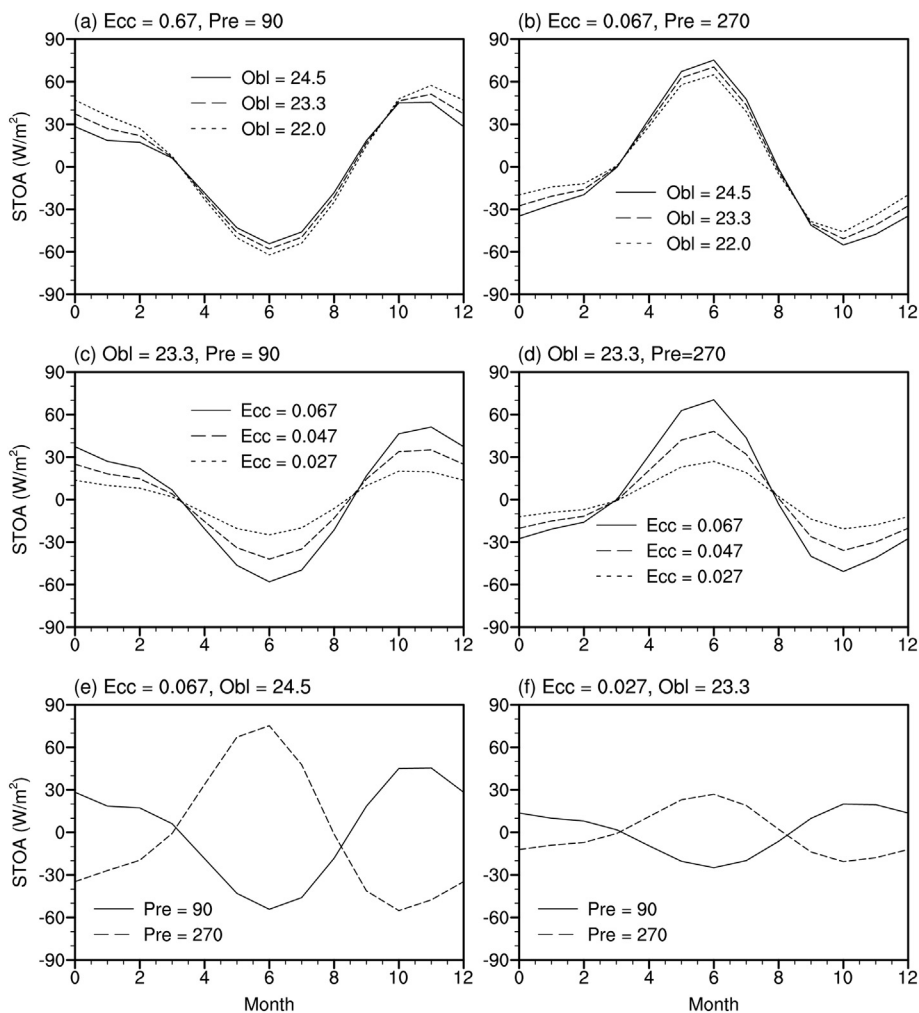 (a) Ecc = 0.67, Pre = 90
90
60
30
0
-30
-60
-90
STOA (W/m²)
Obl = 24.5
Obl = 23.3
Obl = 22.0
0 2 4 6 8 10 12
(b) Ecc = 0.067, Pre = 270
90
60
30
0
-30
-60
-90
Obl = 24.5
Obl = 23.3
Obl = 22.0
0 2 4 6 8 10 12
(c) Obl = 23.3, Pre = 90
90
60
30
0
-30
-60
-90
STOA (W/m²)
Ecc = 0.067
Ecc = 0.047
Ecc = 0.027
0 2 4 6 8 10 12
(d) Obl = 23.3, Pre=270
90
60
30
0
-30
-60
-90
Ecc = 0.067
Ecc = 0.047
Ecc = 0.027
0 2 4 6 8 10 12
(e) Ecc = 0.067, Obl = 24.5
90
60
30
0
-30
-60
-90
STOA (W/m²)
Pre = 90
Pre = 270
0 2 4 6 8 10 12
Month
(f) Ecc = 0.027, Obl = 23.3
90
60
30
0
-30
-60
-90
Pre = 90
Pre = 270
0 2 4 6 8 10 12
Month